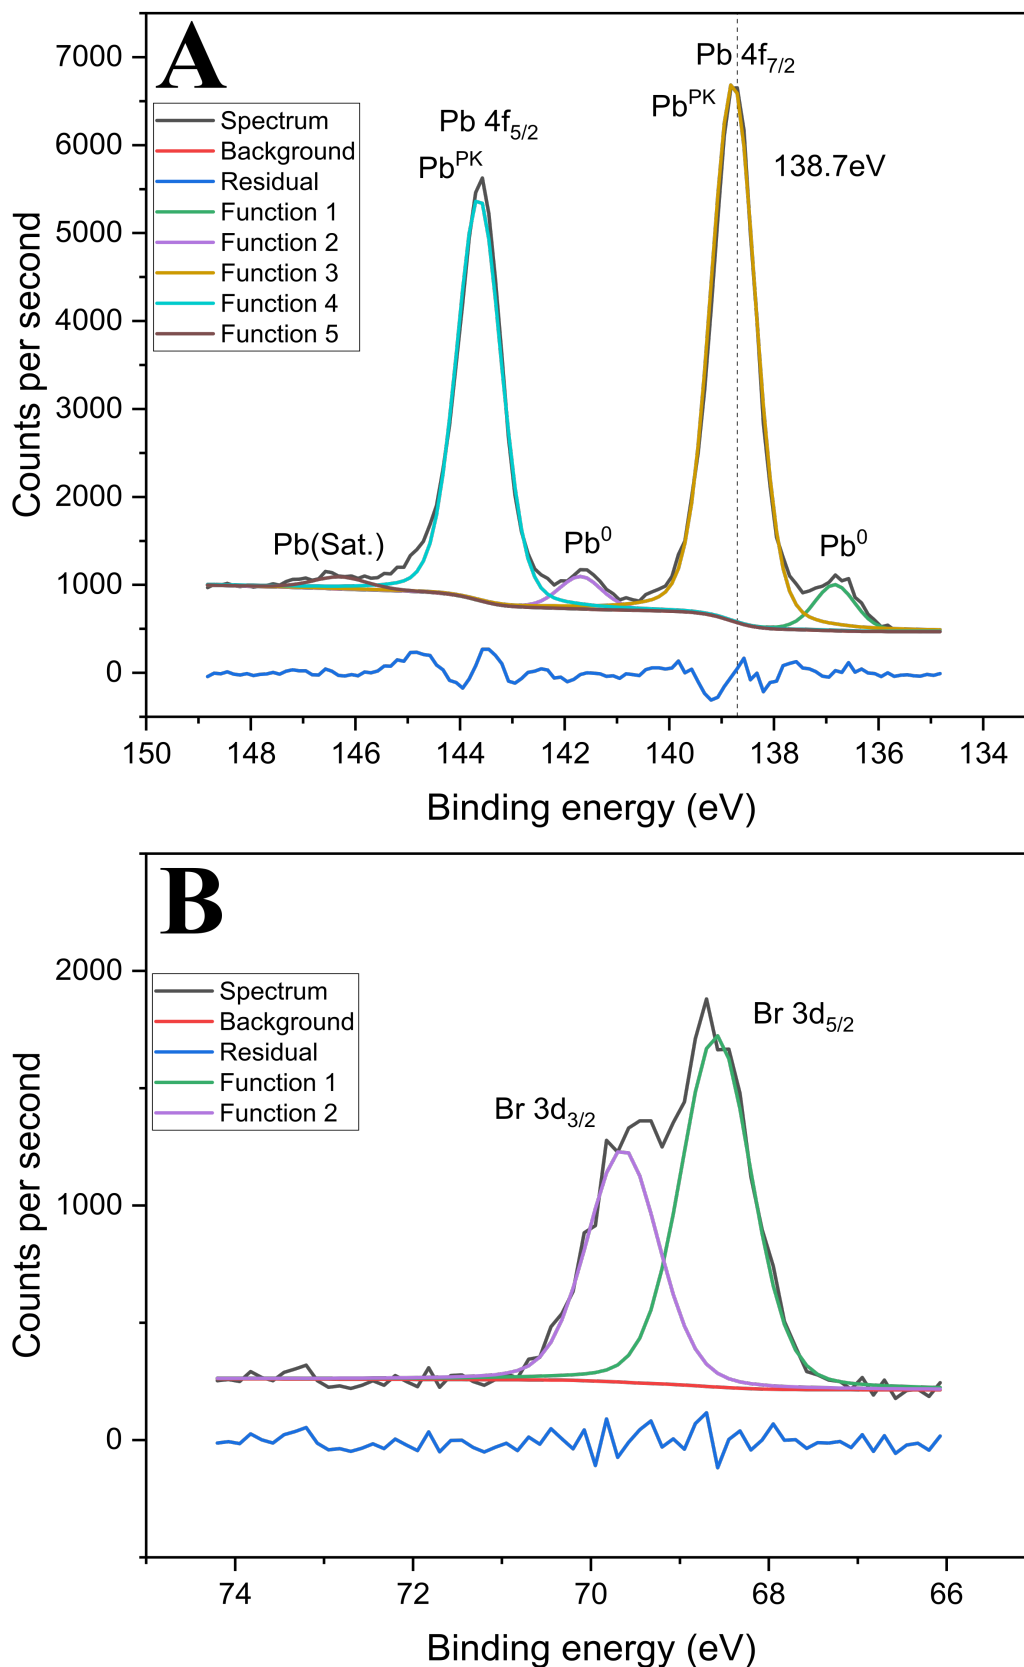 A
Pb 4f7/2
PbPK
Pb 4f5/2
PbPK
138.7eV
Spectrum
Background
Residual
Function 1
Function 2
Function 3
Function 4
Function 5
Pb(Sat.)
Pb0
Pb0
7000
6000
5000
4000
3000
2000
1000
0
Counts per second
150 148 146 144 142 140 138 136 134
Binding energy (eV)
B
Spectrum
Background
Residual
Function 1
Function 2
Br 3d5/2
Br 3d3/2
2000
1000
0
Counts per second
74 72 70 68 66
Binding energy (eV)